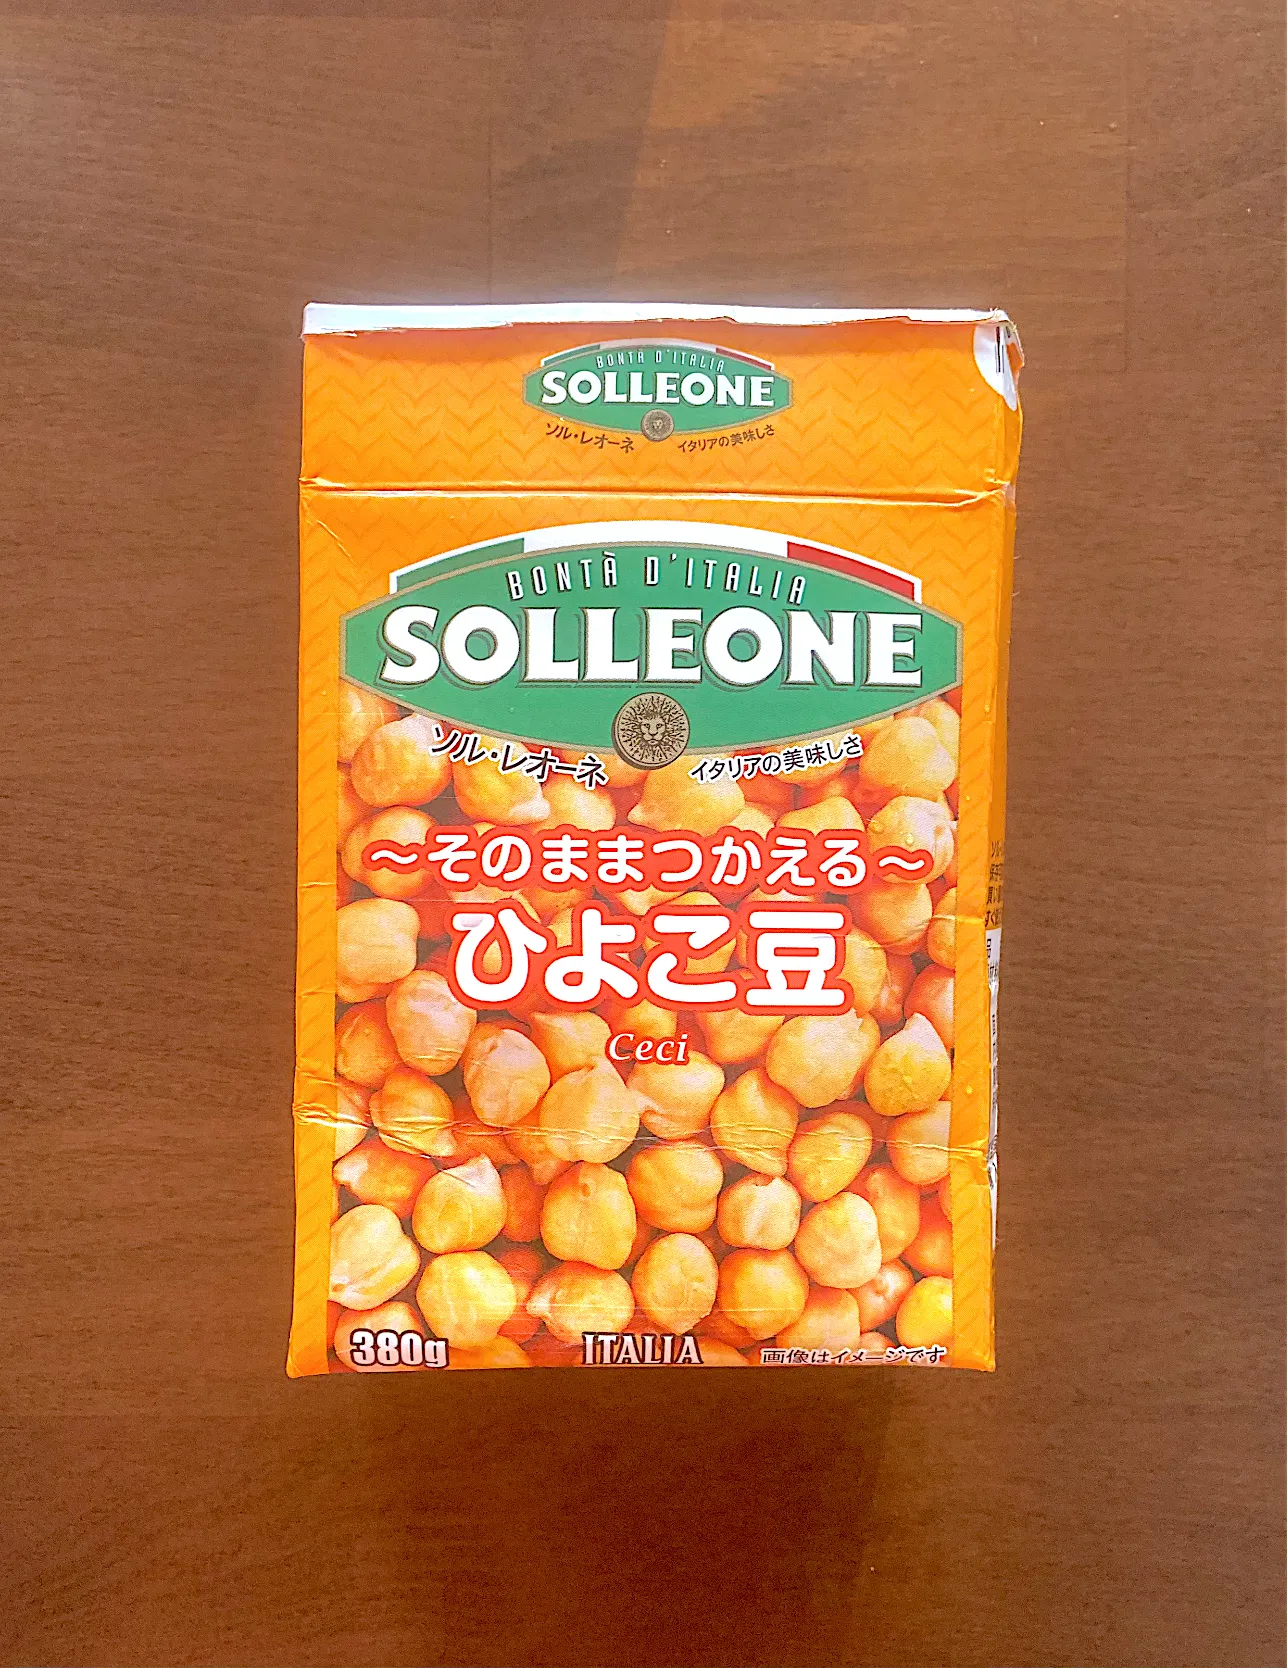 BONTÀ D'ITALIA
SOLLEONE
ソル・レオーネ
イタリアの美味しさ
BONTÀ D'ITALIA
SOLLEONE
ソル・レオーネ
イタリアの美味しさ
～そのままつかえる～
ひよこ豆
Ceci
380g
ITALIA
画像はイメージです